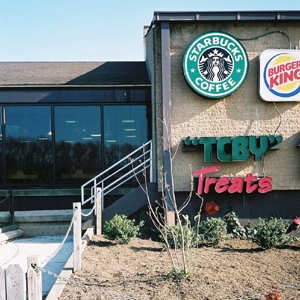 STARBUCKS
COFFEE
BURGER
KING
"TCBY"
Treats